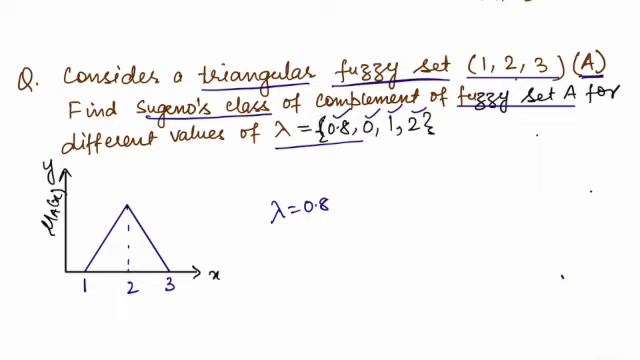 Q. Consides a triangular fuzzy set (1, 2, 3) (A)
Find Sugeno's class of complement of fuzzy set A for
different values of λ = {0.8, 0, 1, 2}
y
μA(x)
λ = 0.8
x
1 2 3